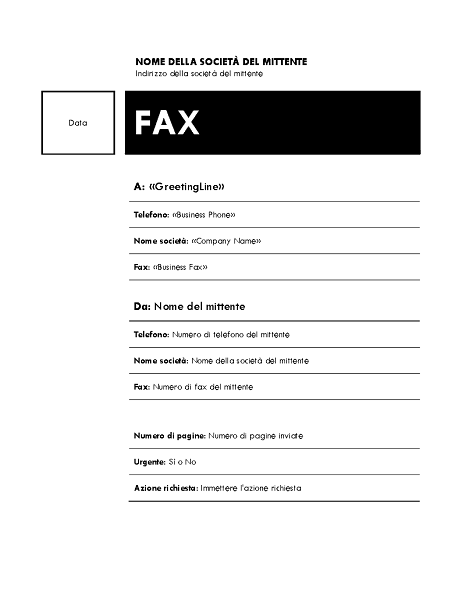 NOME DELLA SOCIETÀ DEL MITTENTE
Indirizzo della società del mittente
Data
FAX
A: «GreetingLine»
Telefono: «Business Phone»
Nome società: «Company Name»
Fax: «Business Fax»
Da: Nome del mittente
Telefono: Numero di telefono del mittente
Nome società: Nome della società del mittente
Fax: Numero di fax del mittente
Numero di pagine: Numero di pagine inviate
Urgente: Sì o No
Azione richiesta: Immettere l'azione richiesta